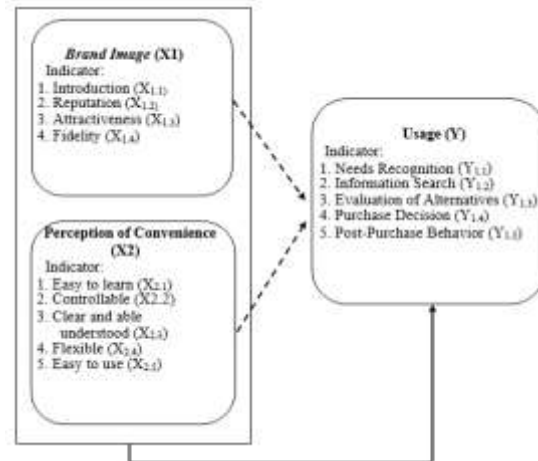 Brand Image (X1)
Indicator:
1. Introduction (X1.1)
2. Reputation (X1.2)
3. Attractiveness (X1.3)
4. Fidelity (X1.4)
Perception of Convenience
(X2)
Indicator:
1. Easy to learn (X2.1)
2. Controllable (X2.2)
3. Clear and able
understood (X2.3)
4. Flexible (X2.4)
5. Easy to use (X2.5)
Usage (Y)
Indicator:
1. Needs Recognition (Y1.1)
2. Information Search (Y1.2)
3. Evaluation of Alternatives (Y1.3)
4. Purchase Decision (Y1.4)
5. Post-Purchase Behavior (Y1.5)